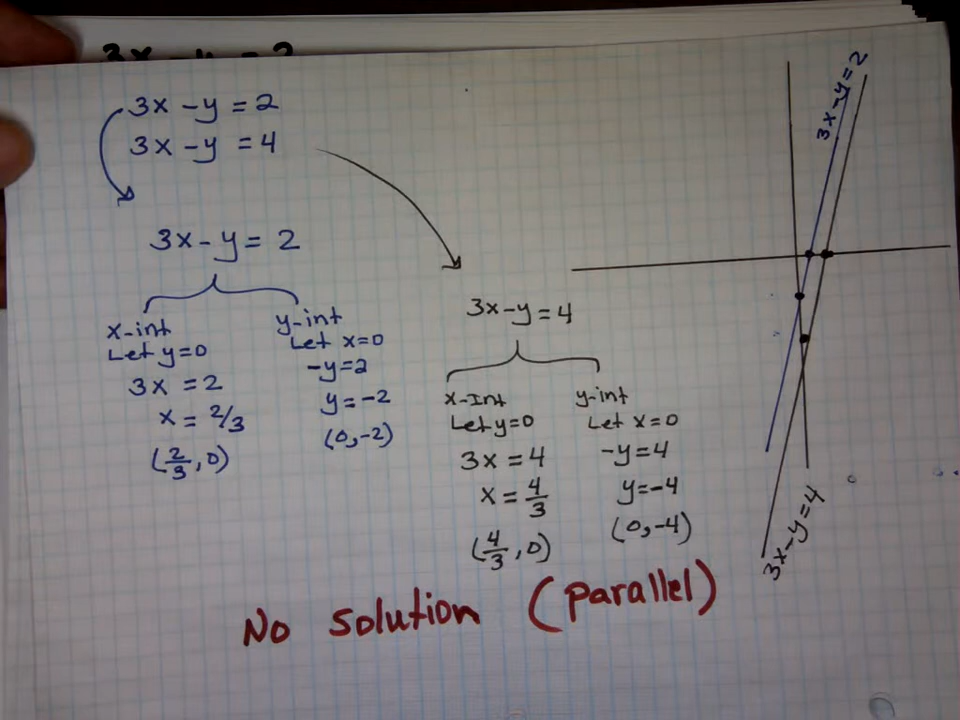 3x - y = 2
3x - y = 2
3x - y = 4
3x - y = 2
x-int
Let y=0
3x = 2
x = 2/3
(2/3, 0)
y-int
Let x=0
-y=2
y=-2
(0,-2)
3x-y=4
x-Int
Let y=0
3x = 4
x = 4/3
(4/3, 0)
y-int
Let x=0
-y=4
y=-4
(0,-4)
3x-y=2
3x-y=4
No solution (parallel)